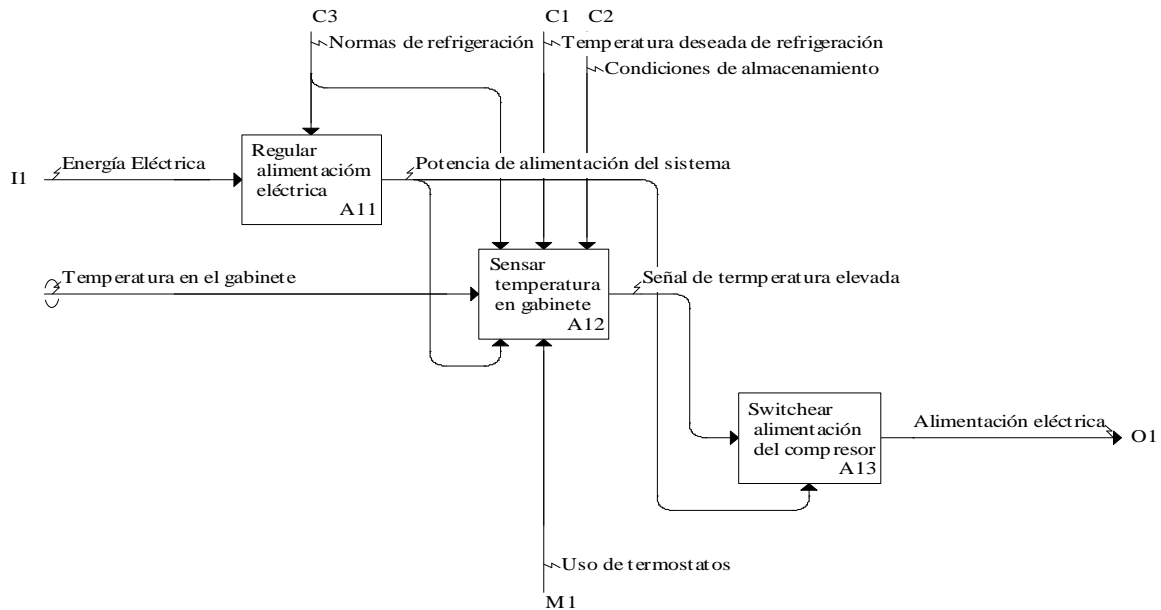 C3
C1
C2
Normas de refrigeración
Temperatura deseada de refrigeración
Condiciones de almacenamiento
I1
Energía Eléctrica
Regular
alimentacióm
eléctrica
A11
Potencia de alimentación del sistema
Temperatura en el gabinete
Sensar
temperatura
en gabinete
A12
Señal de termperatura elevada
Switchear
alimentación
del compresor
A13
Alimentación eléctrica
O1
Uso de termostatos
M1